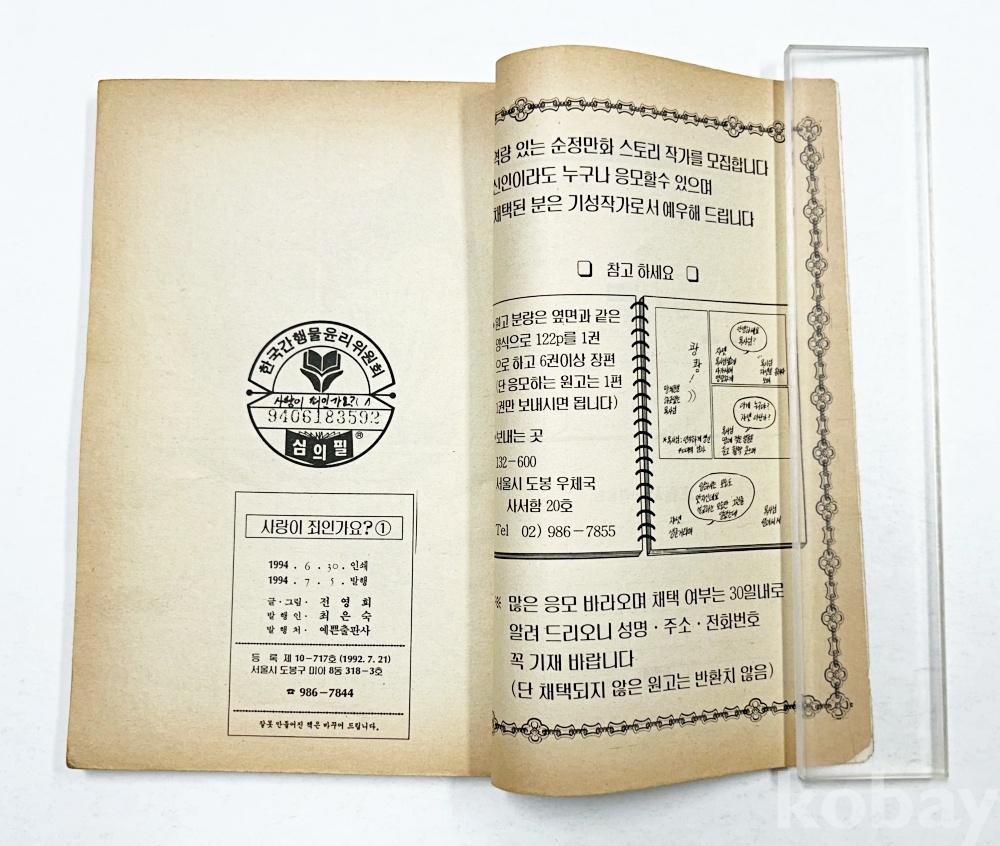 한국간행물윤리위원회
사랑이 죄인가요?(
9406183592
심의필 ®
사랑이 죄인가요?①
1994 . 6 . 30 . 인쇄
1994 . 7 . 5 . 발행
글·그림· 전영희
발행인· 최은숙
발행처· 예쁜출판사
등록 제10-717호 (1992. 7. 21)
서울시 도봉구 미아 8동 318-3호
☎ 986-7844
잘못 만들어진 책은 바꾸어 드립니다.
역량 있는 순정만화 스토리 작가를 모집합니다
신인이라도 누구나 응모할수 있으며
채택된 분은 기성작가로서 예우해 드립니다
참고 하세요
원고 분량은 옆면과 같은
양식으로 122p를 1권
으로 하고 6권이상 장편
(단 응모하는 원고는 1편
1권만 보내시면 됩니다)
보내는 곳
132-600
서울시 도봉 우체국
사서함 20호
Tel 02) 986-7855
많은 응모 바라오며 채택 여부는 30일내로
알려 드리오니 성명·주소·전화번호
꼭 기재 바랍니다
(단 채택되지 않은 원고는 반환치 않음)
kobay